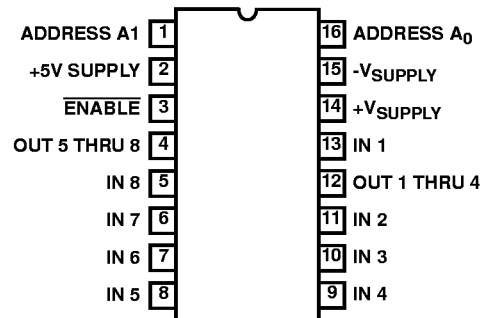 ADDRESS A1 1 16 ADDRESS A0
+5V SUPPLY 2 15 -VSUPPLY
ENABLE 3 14 +VSUPPLY
OUT 5 THRU 8 4 13 IN 1
IN 8 5 12 OUT 1 THRU 4
IN 7 6 11 IN 2
IN 6 7 10 IN 3
IN 5 8 9 IN 4